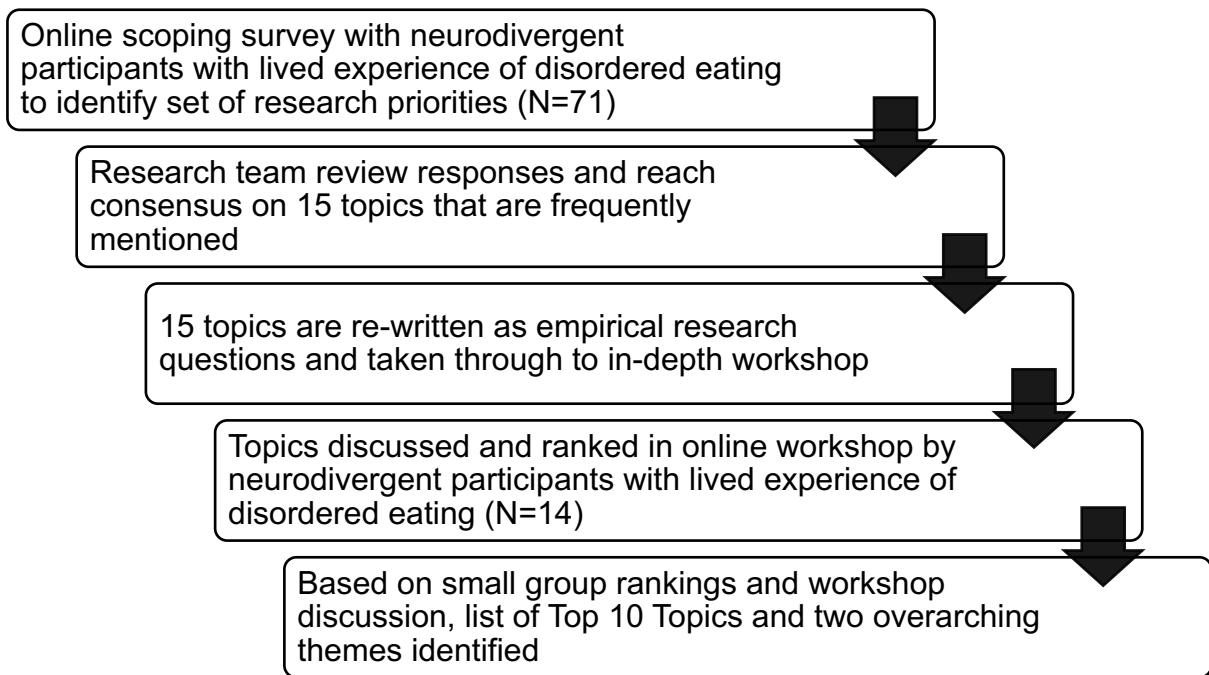 Online scoping survey with neurodivergent
participants with lived experience of disordered eating
to identify set of research priorities (N=71)
Research team review responses and reach
consensus on 15 topics that are frequently
mentioned
15 topics are re-written as empirical research
questions and taken through to in-depth workshop
Topics discussed and ranked in online workshop by
neurodivergent participants with lived experience of
disordered eating (N=14)
Based on small group rankings and workshop
discussion, list of Top 10 Topics and two overarching
themes identified